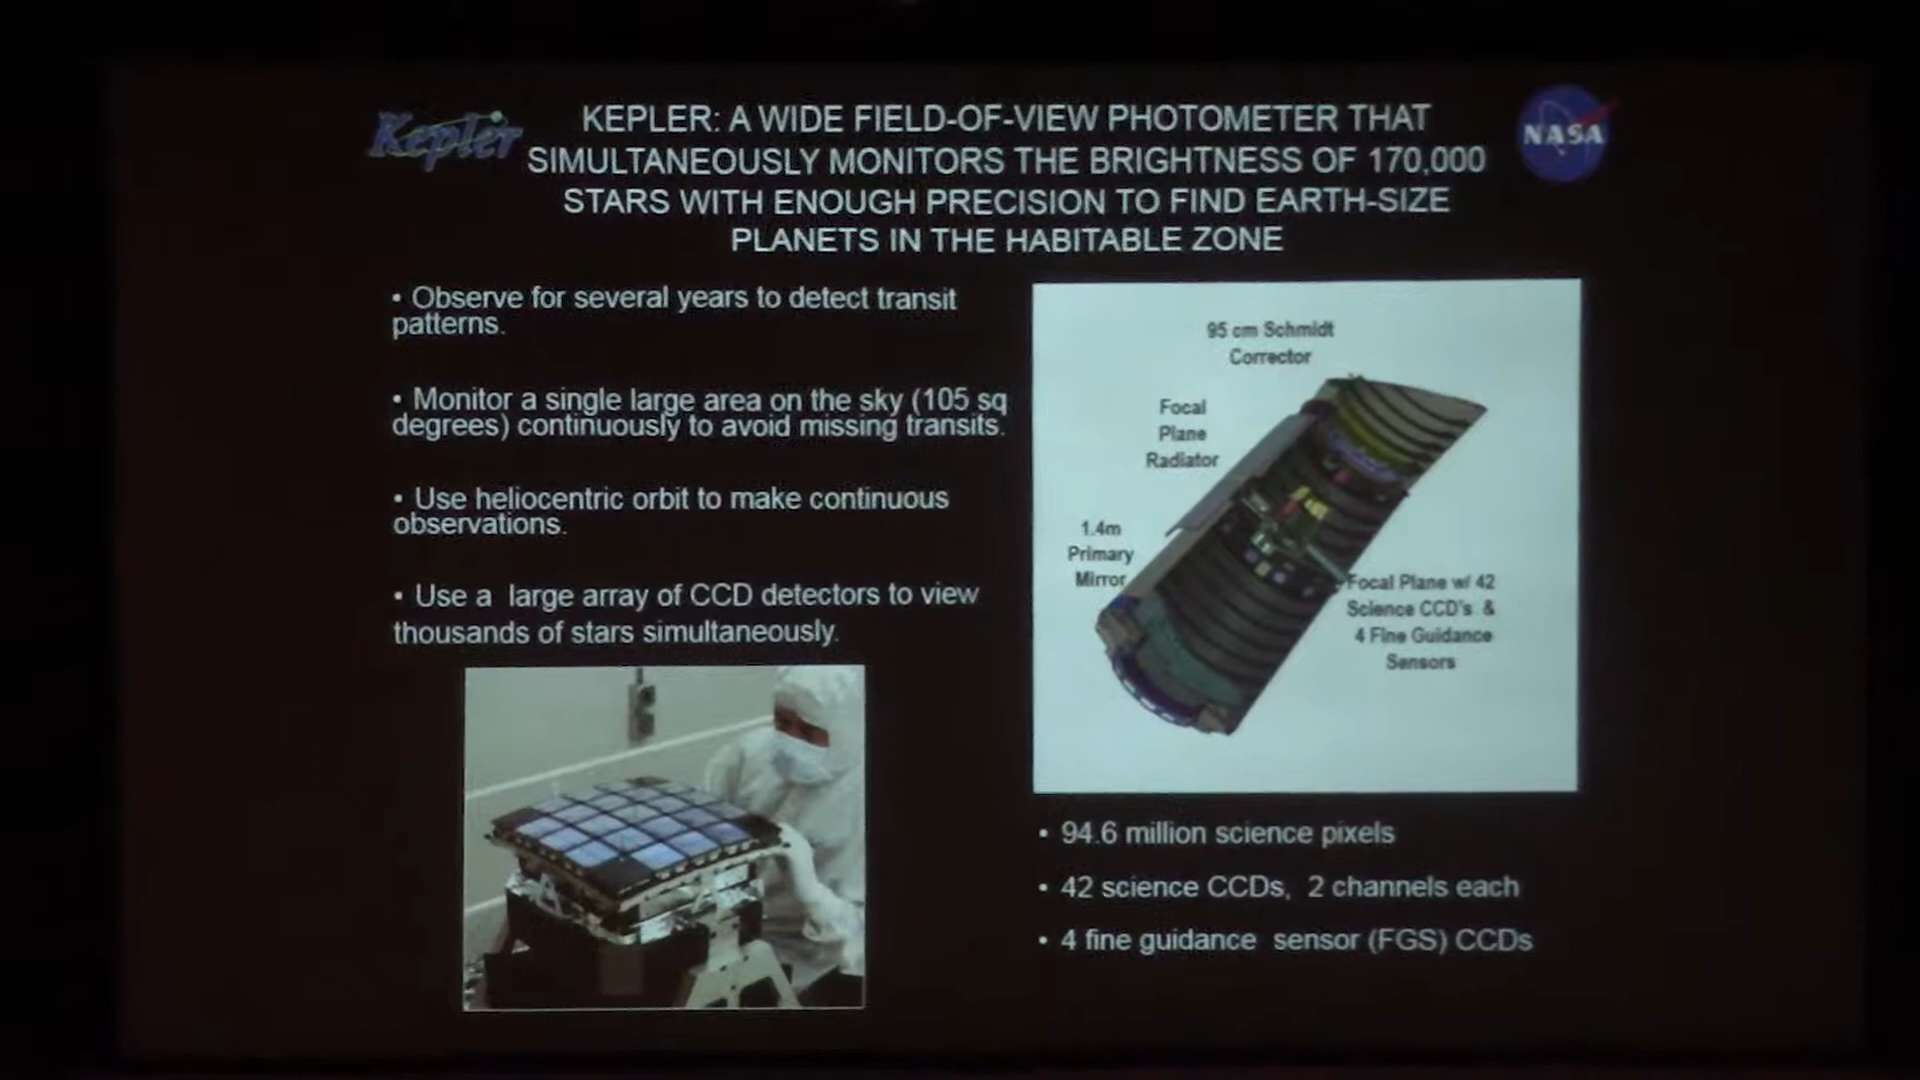 Kepler
KEPLER: A WIDE FIELD-OF-VIEW PHOTOMETER THAT
SIMULTANEOUSLY MONITORS THE BRIGHTNESS OF 170,000
STARS WITH ENOUGH PRECISION TO FIND EARTH-SIZE
PLANETS IN THE HABITABLE ZONE
NASA
• Observe for several years to detect transit
patterns.
• Monitor a single large area on the sky (105 sq
degrees) continuously to avoid missing transits.
• Use heliocentric orbit to make continuous
observations.
• Use a large array of CCD detectors to view
thousands of stars simultaneously.
95 cm Schmidt
Corrector
Focal
Plane
Radiator
1.4m
Primary
Mirror
Focal Plane w/ 42
Science CCD's &
4 Fine Guidance
Sensors
• 94.6 million science pixels
• 42 science CCDs, 2 channels each
• 4 fine guidance sensor (FGS) CCDs